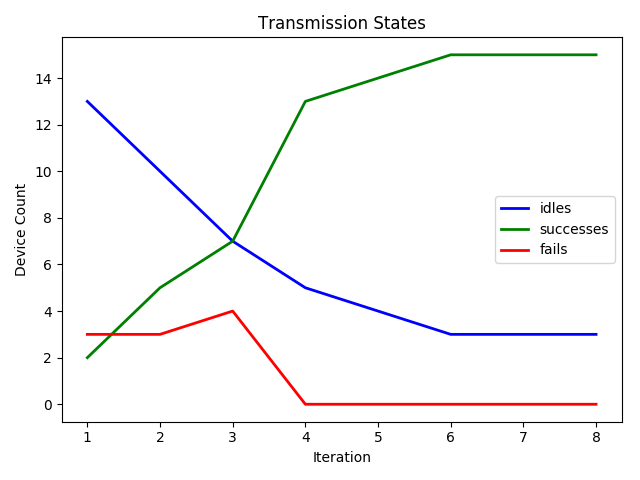 Transmission States
Device Count
14
12
10
8
6
4
2
0
idles
successes
fails
1 2 3 4 5 6 7 8
Iteration